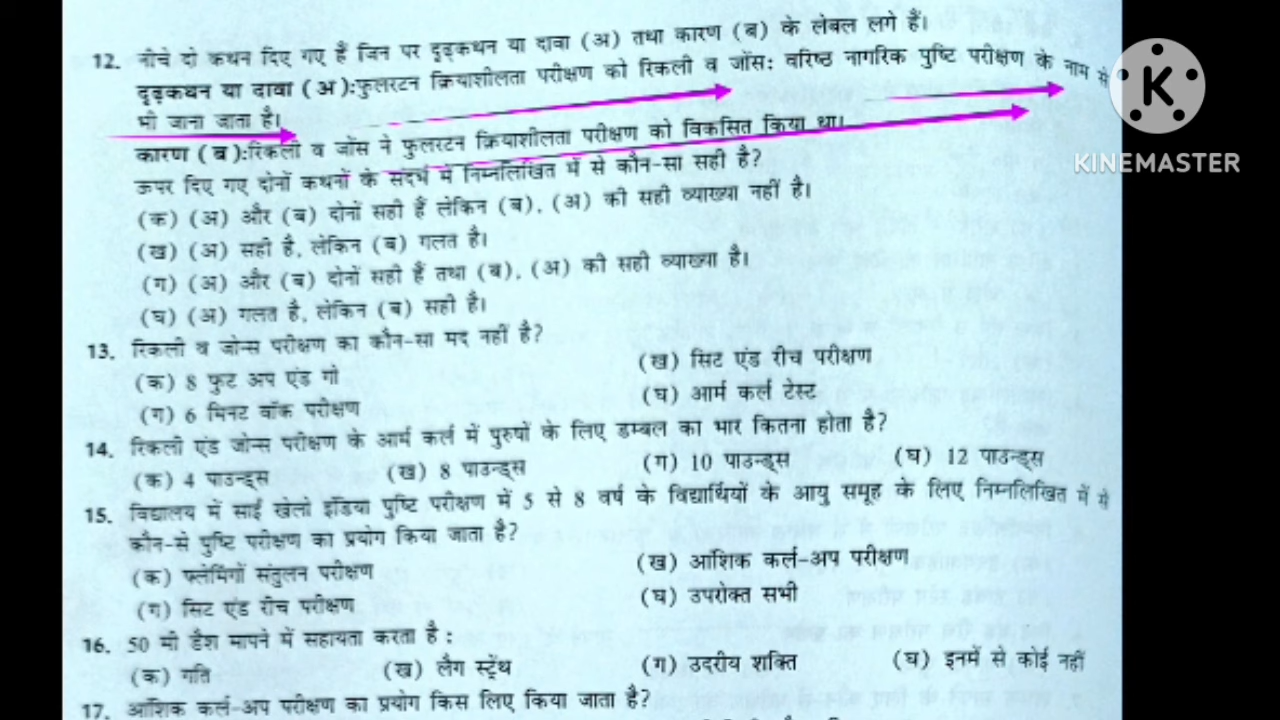 12. नीचे दो कथन दिए गए हैं जिन पर दृढ़कथन या दावा (अ) तथा कारण (ब) के लेबल लगे हैं।
दृढ़कथन या दावा (अ):फुलरटन क्रियाशीलता परीक्षण को रिकली व जोंस: वरिष्ठ नागरिक पुष्टि परीक्षण के नाम से
भी जाना जाता है।
कारण (ब):रिकली व जोंस ने फुलरटन क्रियाशीलता परीक्षण को विकसित किया था।
ऊपर दिए गए दोनों कथनों के संदर्भ में निम्नलिखित में से कौन-सा सही है?
(क) (अ) और (ब) दोनों सही हैं लेकिन (ब), (अ) की सही व्याख्या नहीं है।
(ख) (अ) सही है, लेकिन (ब) गलत है।
(ग) (अ) और (ब) दोनों सही हैं तथा (ब), (अ) की सही व्याख्या है।
(घ) (अ) गलत है, लेकिन (ब) सही है।
13. रिकली व जोन्स परीक्षण का कौन-सा मद नहीं है?
(क) 8 फुट अप एंड गो (ख) सिट एंड रीच परीक्षण
(ग) 6 मिनट वॉक परीक्षण (घ) आर्म कर्ल टेस्ट
14. रिकली एंड जोन्स परीक्षण के आर्म कर्ल में पुरुषों के लिए डम्बल का भार कितना होता है?
(क) 4 पाउन्ड्स (ख) 8 पाउन्ड्स (ग) 10 पाउन्ड्स (घ) 12 पाउन्ड्स
15. विद्यालय में साई खेलो इंडिया पुष्टि परीक्षण में 5 से 8 वर्ष के विद्यार्थियों के आयु समूह के लिए निम्नलिखित में से
कौन-से पुष्टि परीक्षण का प्रयोग किया जाता है?
(क) फ्लेमिंगों संतुलन परीक्षण (ख) आंशिक कर्ल-अप परीक्षण
(ग) सिट एंड रीच परीक्षण (घ) उपरोक्त सभी
16. 50 मी डैश मापने में सहायता करता है :
(क) गति (ख) लैग स्ट्रेंथ (ग) उदरीय शक्ति (घ) इनमें से कोई नहीं
17. आंशिक कर्ल-अप परीक्षण का प्रयोग किस लिए किया जाता है?
K
KINEMASTER